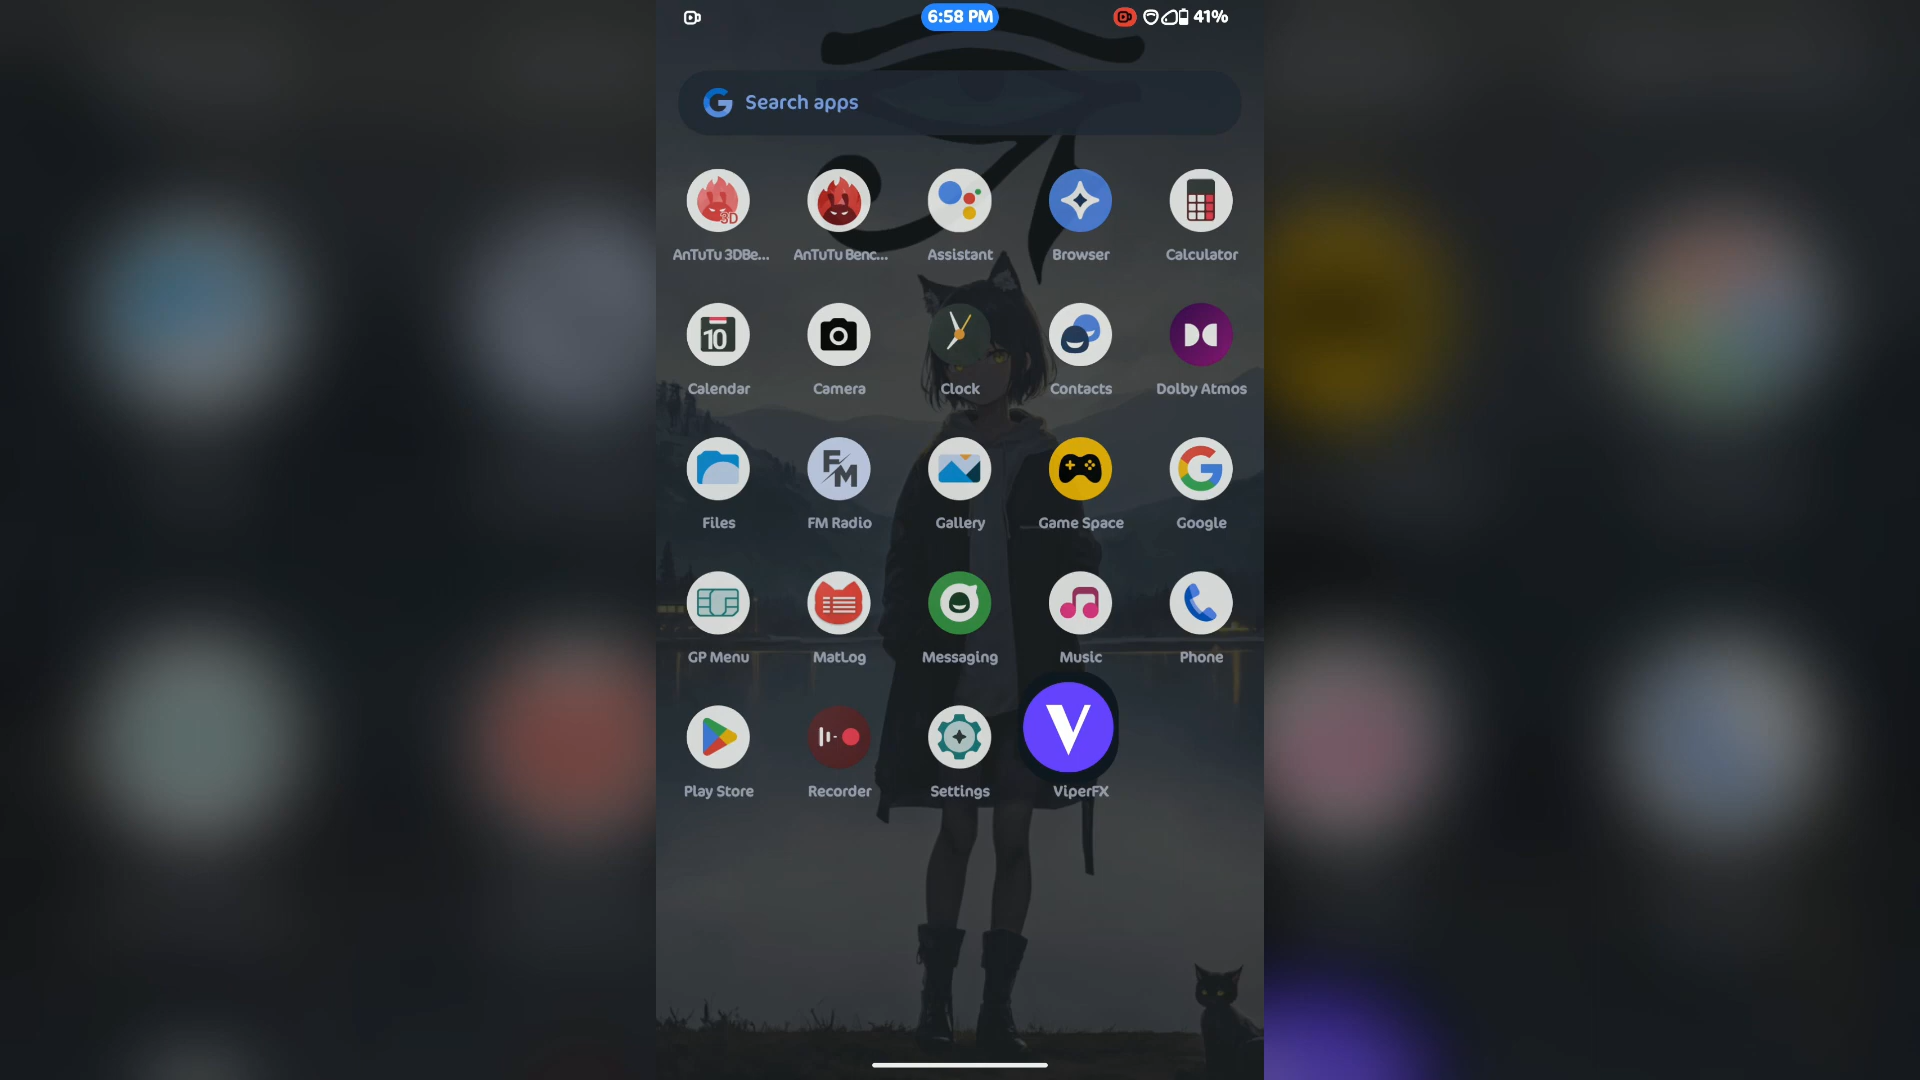 6:58 PM
41%
Search apps
3D
AnTuTu 3DBe...
AnTuTu Benc...
Assistant
Browser
Calculator
10
Calendar
Camera
Clock
Contacts
Dolby Atmos
FM
Files
FM Radio
Gallery
Game Space
Google
GP Menu
MatLog
Messaging
Music
Phone
V
Play Store
Recorder
Settings
ViperFX